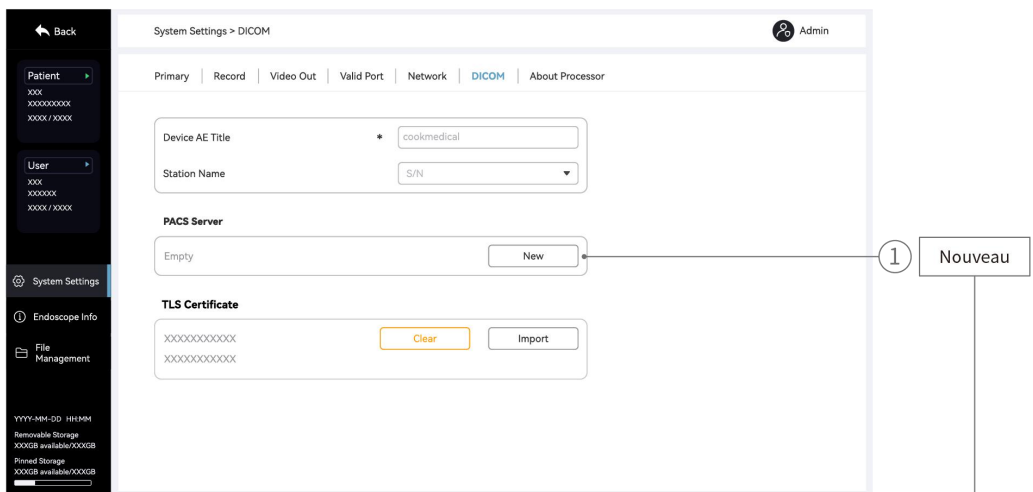 Back
System Settings > DICOM
Admin
Patient
XXX
XXXXXXXXX
XXXX / XXXX
Primary | Record | Video Out | Valid Port | Network | DICOM | About Processor
Device AE Title * cookmedical
Station Name S/N
User
XXX
XXXXXX
XXXX / XXXX
PACS Server
Empty New
1 Nouveau
System Settings
Endoscope Info
File
Management
TLS Certificate
XXXXXXXXXXX Clear Import
XXXXXXXXXXX
YYYY-MM-DD HH:MM
Removable Storage
XXXGB available/XXXGB
Pinned Storage
XXXGB available/XXXGB